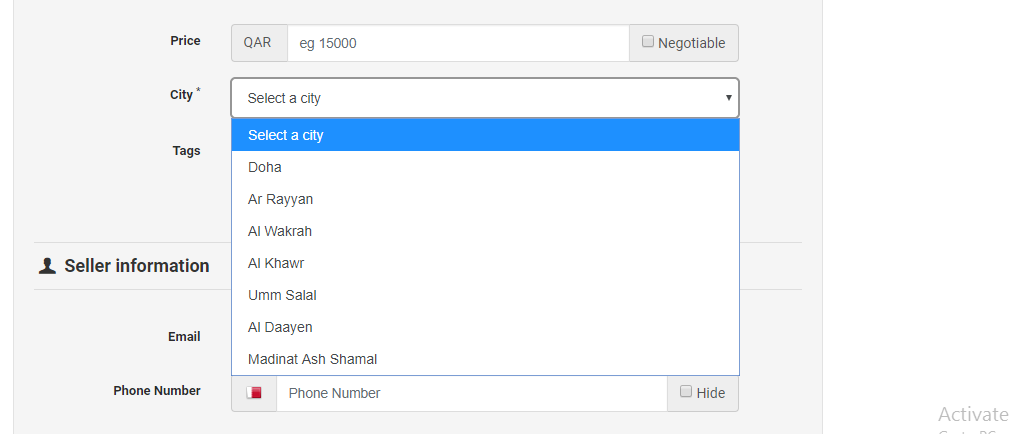 Price QAR eg 15000 Negotiable
City * Select a city
Select a city
Tags
Doha
Ar Rayyan
Al Wakrah
Al Khawr
Seller information
Umm Salal
Al Daayen
Email
Madinat Ash Shamal
Phone Number Phone Number Hide
Activate